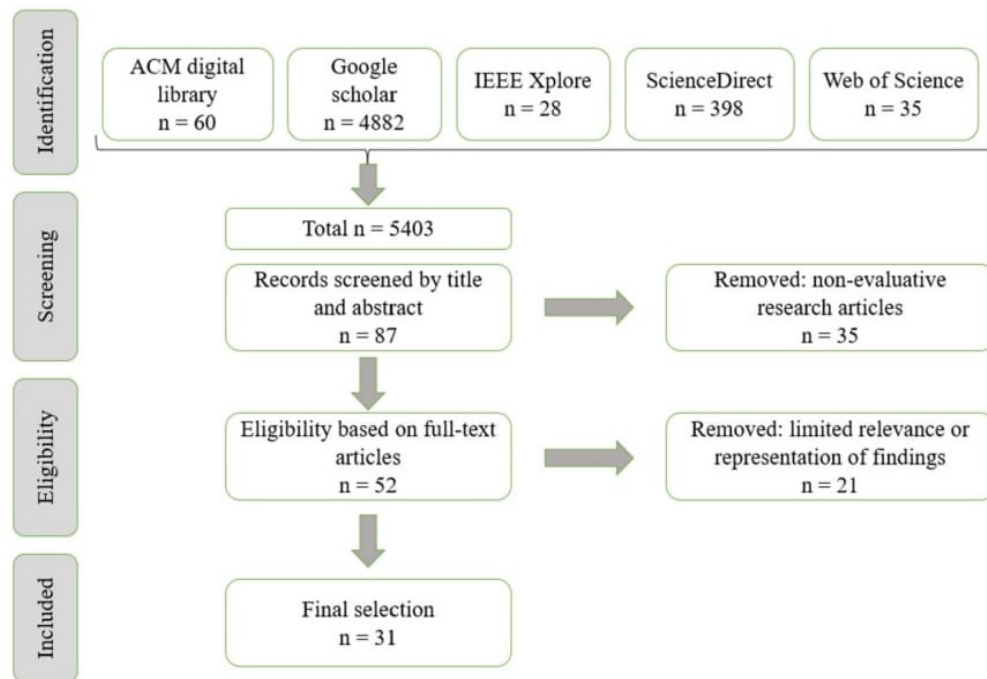 Identification
ACM digital
library
n = 60
Google
scholar
n = 4882
IEEE Xplore
n = 28
ScienceDirect
n = 398
Web of Science
n = 35
Screening
Total n = 5403
Records screened by title
and abstract
n = 87
Removed: non-evaluative
research articles
n = 35
Eligibility
Eligibility based on full-text
articles
n = 52
Removed: limited relevance or
representation of findings
n = 21
Included
Final selection
n = 31